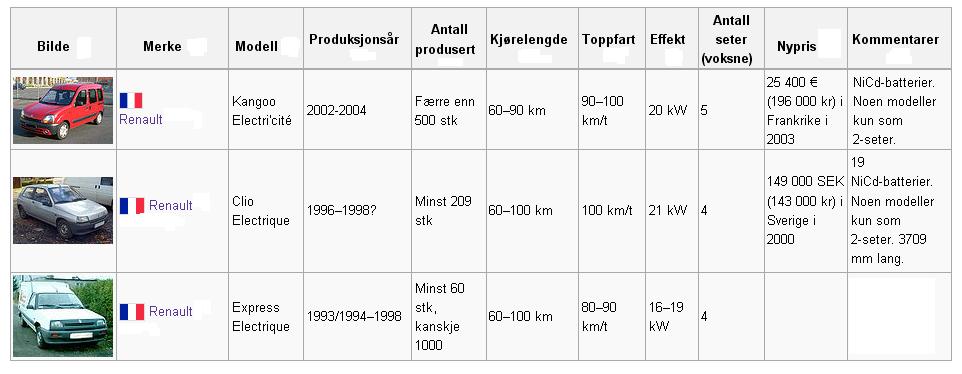 Bilde Merke Modell Produksjonsår Antall produsert Kjørelengde Toppfart Effekt Antall seter (voksne) Nypris Kommentarer
Renault
Kangoo
Electri'cité
2002-2004
Færre enn
500 stk
60–90 km
90–100
km/t
20 kW
5
25 400 €
(196 000 kr) i
Frankrike i
2003
NiCd-batterier.
Noen modeller
kun som
2-seter.
Renault
Clio
Electrique
1996–1998?
Minst 209
stk
60–100 km
100 km/t
21 kW
4
149 000 SEK
(143 000 kr) i
Sverige i
2000
19
NiCd-batterier.
Noen modeller
kun som
2-seter. 3709
mm lang.
Renault
Express
Electrique
1993/1994–1998
Minst 60
stk,
kanskje
1000
60–100 km
80–90
km/t
16–19
kW
4